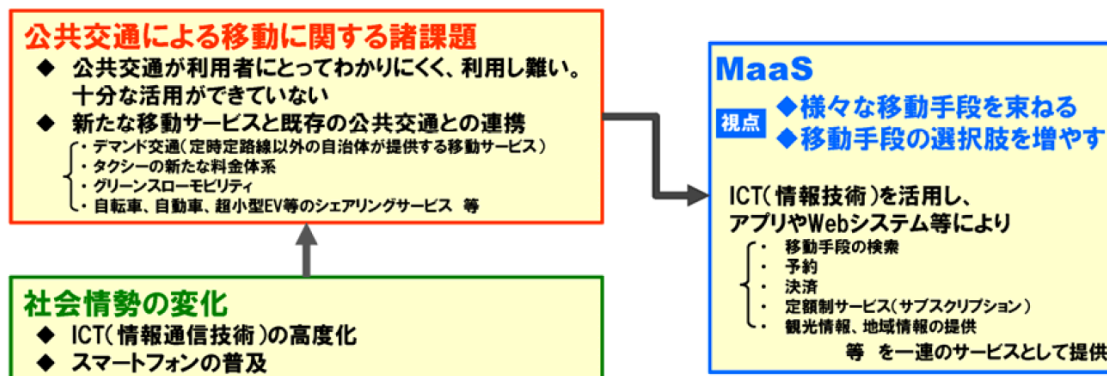 公共交通による移動に関する諸課題
◆ 公共交通が利用者にとってわかりにくく、利用し難い。
十分な活用ができていない
◆ 新たな移動サービスと既存の公共交通との連携
・デマンド交通(定時定路線以外の自治体が提供する移動サービス)
・タクシーの新たな料金体系
・グリーンスローモビリティ
・自転車、自動車、超小型EV等のシェアリングサービス 等
社会情勢の変化
◆ ICT(情報通信技術)の高度化
◆ スマートフォンの普及
MaaS
視点
◆様々な移動手段を束ねる
◆移動手段の選択肢を増やす
ICT(情報技術)を活用し、
アプリやWebシステム等により
・ 移動手段の検索
・ 予約
・ 決済
・ 定額制サービス(サブスクリプション)
・ 観光情報、地域情報の提供
等 を一連のサービスとして提供